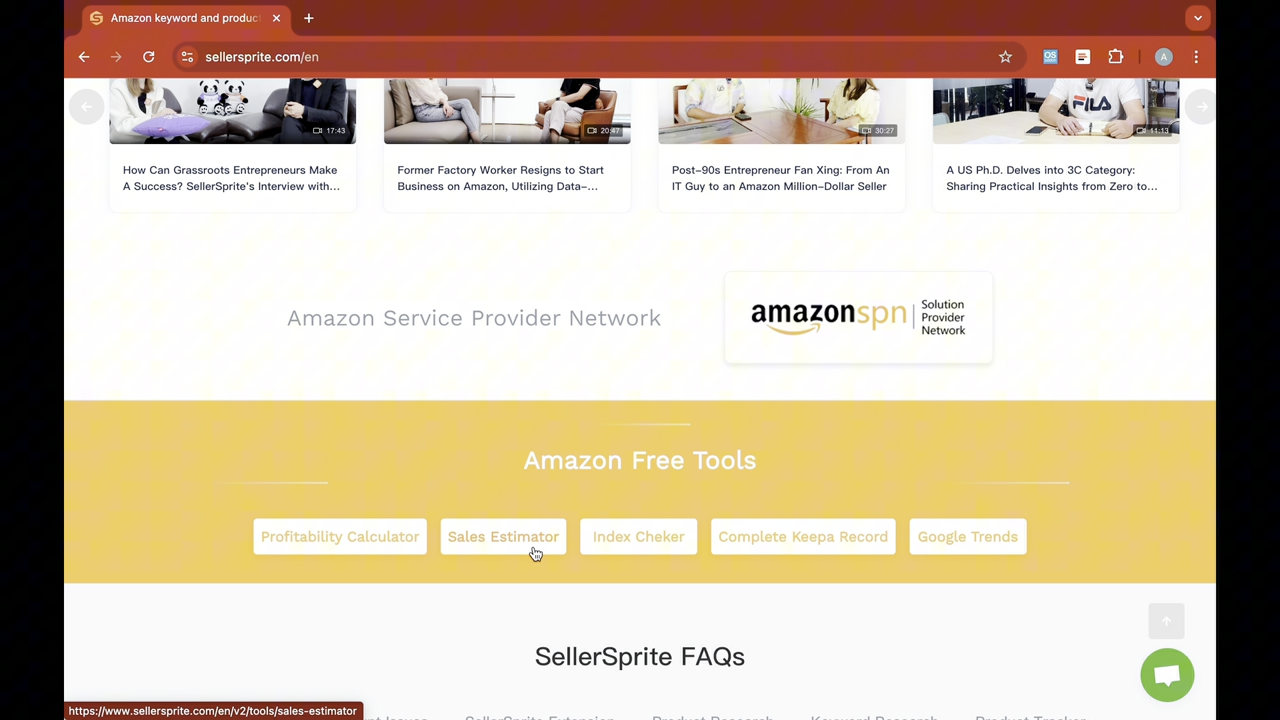 Amazon keyword and produc
sellersprite.com/en
A
17:43
20:47
FILA
30:27
11:13
How Can Grassroots Entrepreneurs Make
A Success? SellerSprite's Interview with...
Former Factory Worker Resigns to Start
Business on Amazon, Utilizing Data-...
Post-90s Entrepreneur Fan Xing: From An
IT Guy to an Amazon Million-Dollar Seller
A US Ph.D. Delves into 3C Category:
Sharing Practical Insights from Zero to...
Amazon Service Provider Network
amazonspn
Solution
Provider
Network
Amazon Free Tools
Profitability Calculator
Sales Estimator
Index Cheker
Complete Keepa Record
Google Trends
SellerSprite FAQs
SellerSprite Extension
Product Research
Keyword Research
Product Tracker
https://www.sellersprite.com/en/v2/tools/sales-estimator